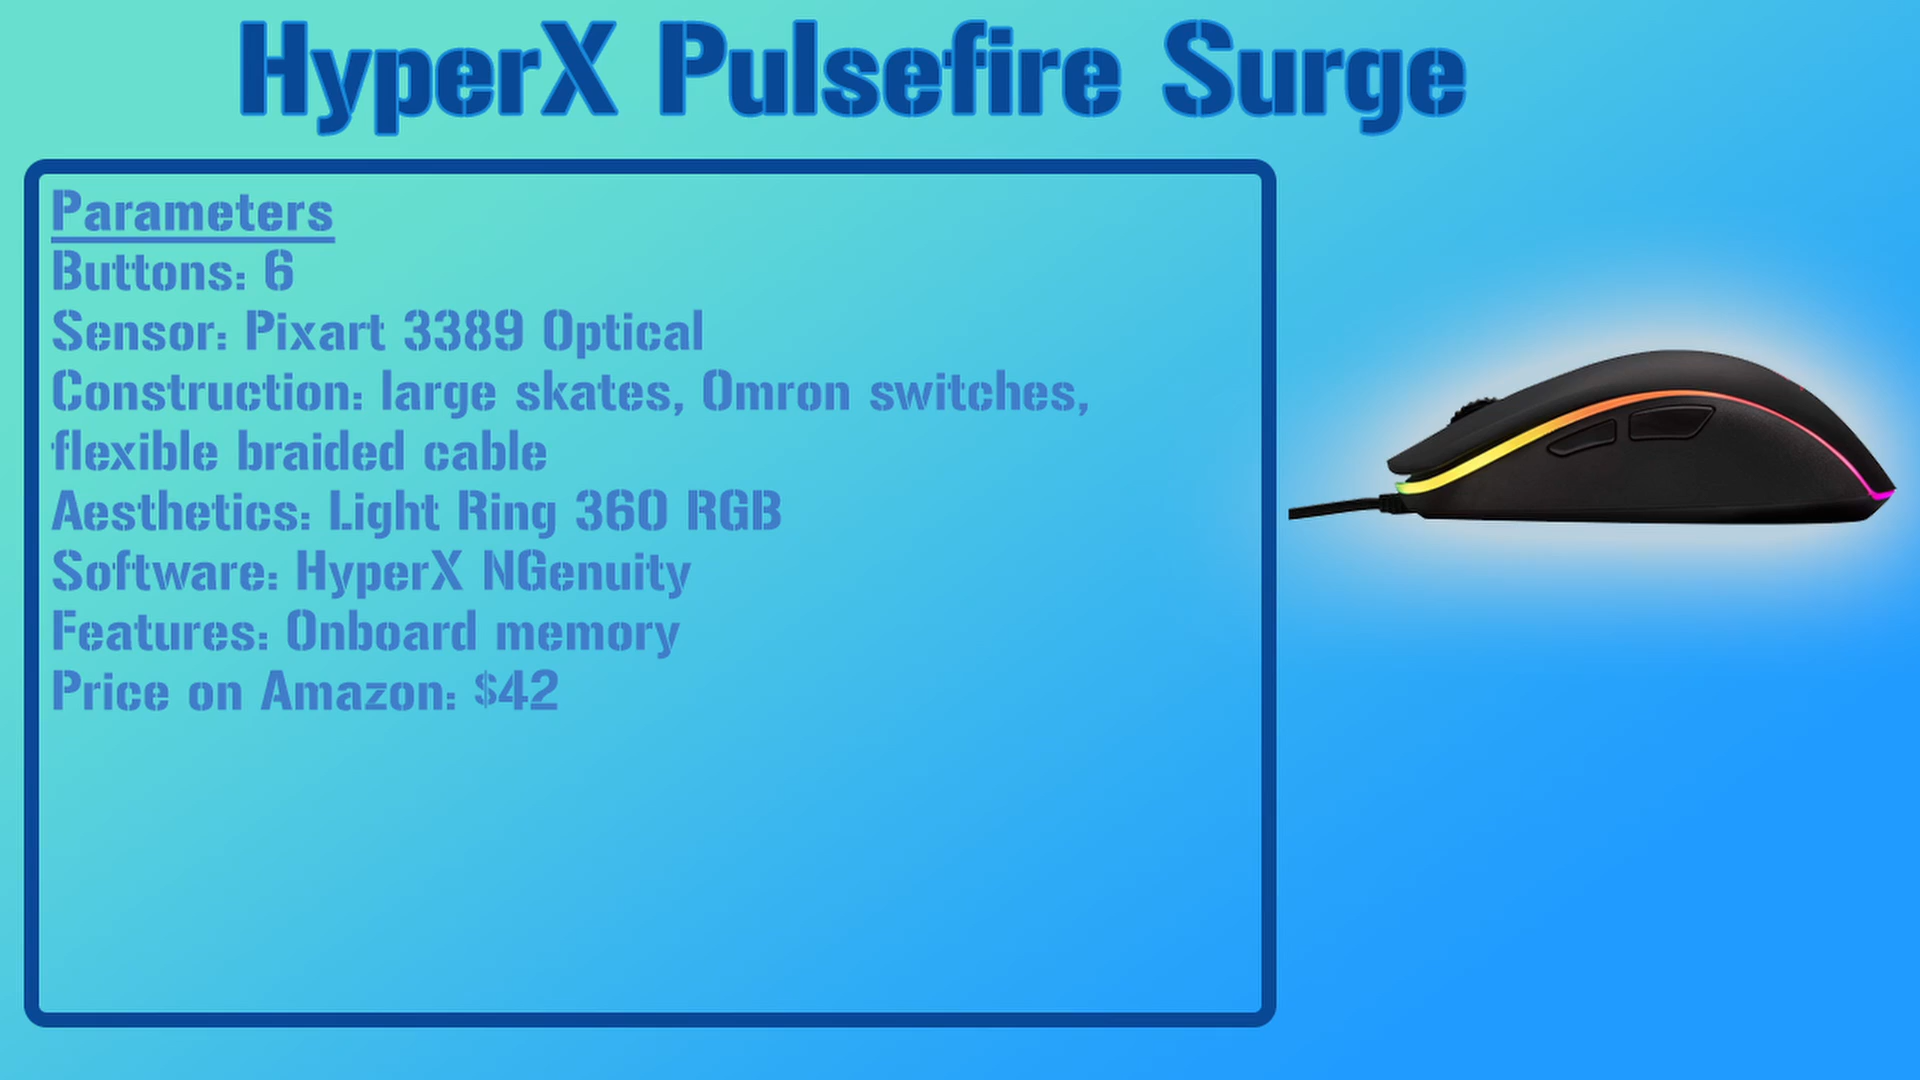 HyperX Pulsefire Surge
Parameters
Buttons: 6
Sensor: Pixart 3389 Optical
Construction: large skates, Omron switches,
flexible braided cable
Aesthetics: Light Ring 360 RGB
Software: HyperX NGenuity
Features: Onboard memory
Price on Amazon: $42